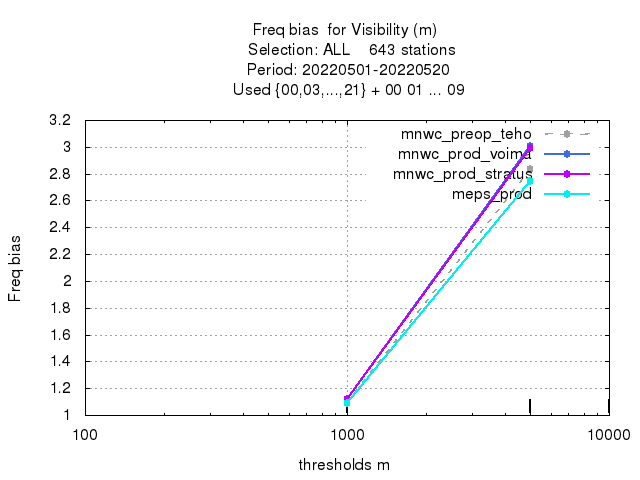 Freq bias  for Visibility (m)
Selection: ALL    643 stations
Period: 20220501-20220520
Used {00,03,...,21} + 00 01 ... 09
mnwc_preop_teho
mnwc_prod_voima
mnwc_prod_stratus
meps_prod
3.2
3
2.8
2.6
2.4
2.2
2
1.8
1.6
1.4
1.2
1
Freq bias
100
1000
10000
thresholds m